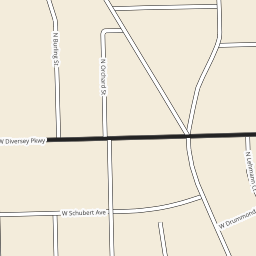 N Burling St
N Orchard St
W Diversey Pkwy
N Lehmann Ct
W Schubert Ave
W Drummond